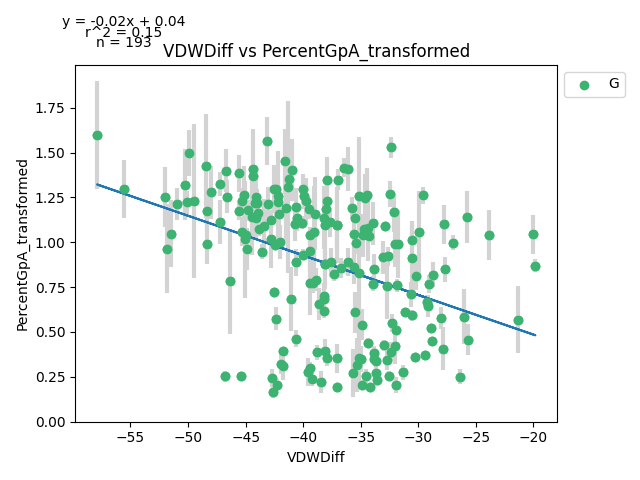 y = -0.02x + 0.04
r^2 = 0.15
n = 193
VDWDiff vs PercentGpA_transformed
G
PercentGpA_transformed
1.75
1.50
1.25
1.00
0.75
0.50
0.25
0.00
−55 −50 −45 −40 −35 −30 −25 −20
VDWDiff